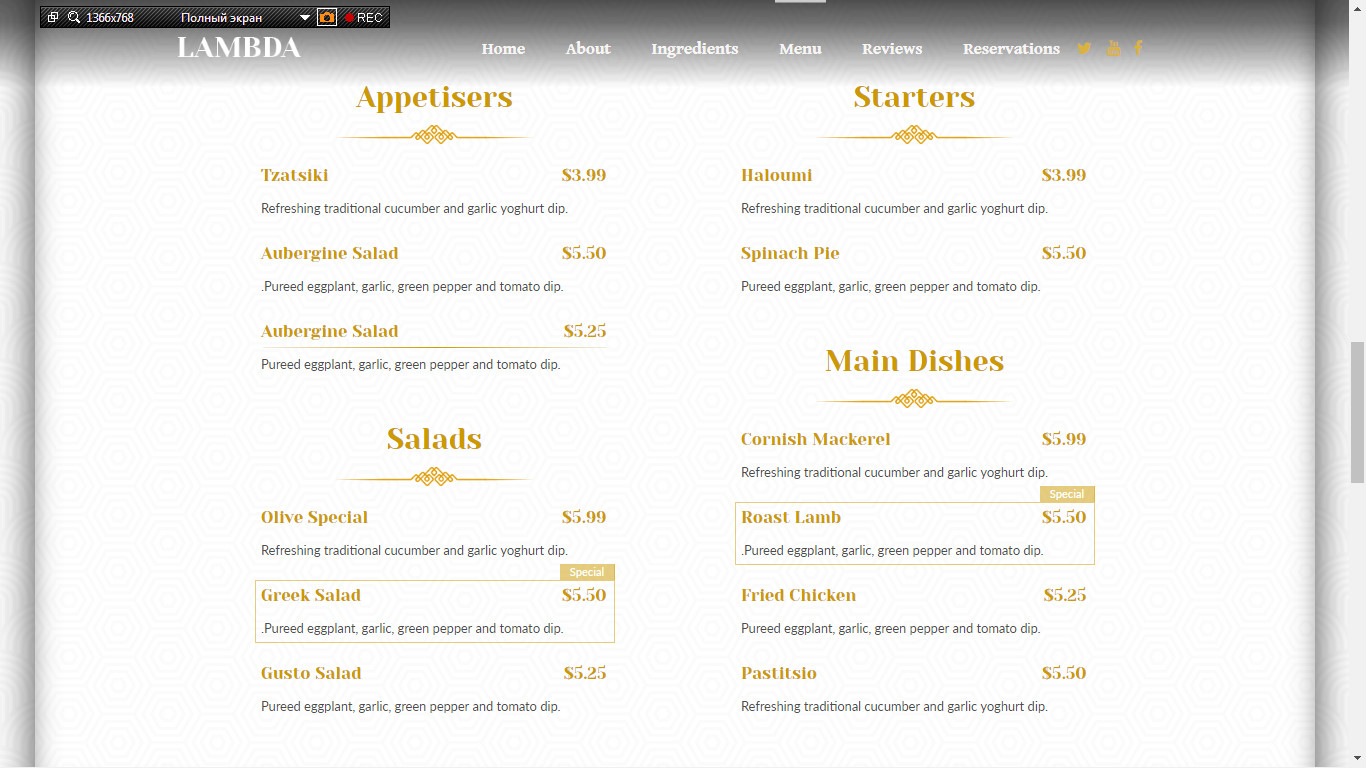 1366x768 Полный экран REC
LAMBDA
Home About Ingredients Menu Reviews Reservations
Appetisers
Tzatsiki $3.99
Refreshing traditional cucumber and garlic yoghurt dip.
Aubergine Salad $5.50
.Pureed eggplant, garlic, green pepper and tomato dip.
Aubergine Salad $5.25
Pureed eggplant, garlic, green pepper and tomato dip.
Salads
Olive Special $5.99
Refreshing traditional cucumber and garlic yoghurt dip.
Special
Greek Salad $5.50
.Pureed eggplant, garlic, green pepper and tomato dip.
Gusto Salad $5.25
Pureed eggplant, garlic, green pepper and tomato dip.
Starters
Haloumi $3.99
Refreshing traditional cucumber and garlic yoghurt dip.
Spinach Pie $5.50
Pureed eggplant, garlic, green pepper and tomato dip.
Main Dishes
Cornish Mackerel $5.99
Refreshing traditional cucumber and garlic yoghurt dip.
Special
Roast Lamb $5.50
.Pureed eggplant, garlic, green pepper and tomato dip.
Fried Chicken $5.25
Pureed eggplant, garlic, green pepper and tomato dip.
Pastitsio $5.50
Refreshing traditional cucumber and garlic yoghurt dip.